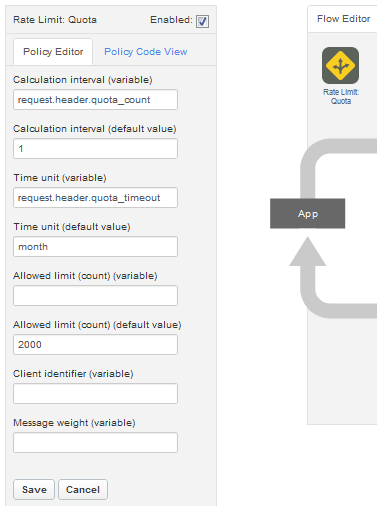 Rate Limit: Quota Enabled:
Policy Editor Policy Code View
Calculation interval (variable)
request.header.quota_count
Calculation interval (default value)
1
Time unit (variable)
request.header.quota_timeout
Time unit (default value)
month
Allowed limit (count) (variable)
Allowed limit (count) (default value)
2000
Client identifier (variable)
Message weight (variable)
Save Cancel
Flow Editor
Rate Limit:
Quota
App